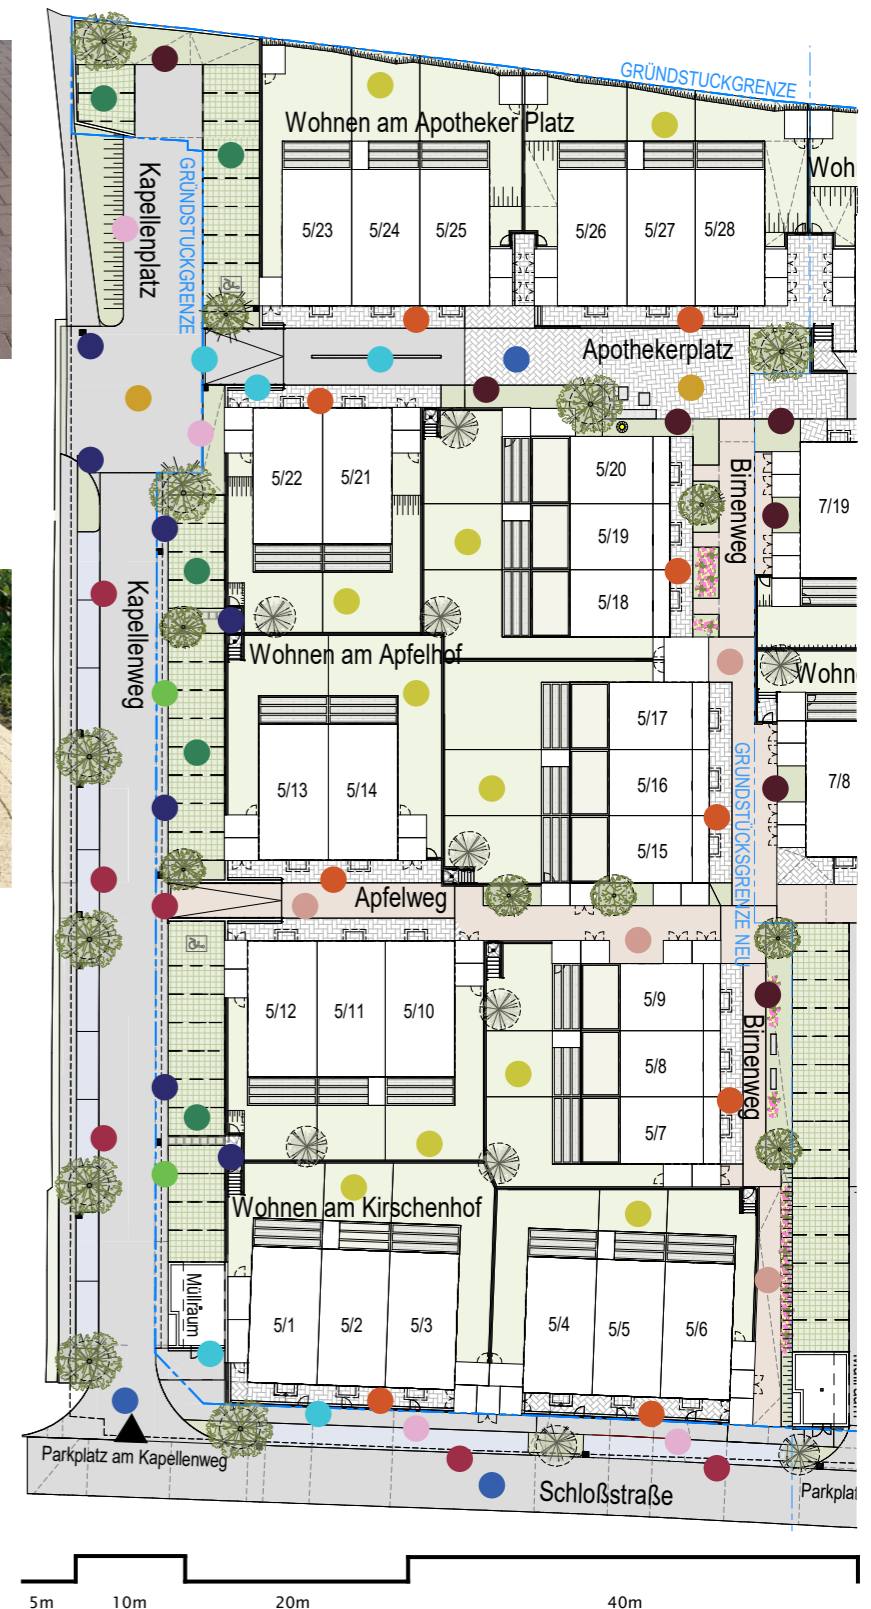 GRÜNDSTUCKGRENZE
Wohnen am Apotheker Platz
Woh
Kapellenplatz
GRÜNDSTUCKGRENZE
5/23
5/24
5/25
5/26
5/27
5/28
Apothekerplatz
5/22
5/21
5/20
5/19
5/18
Birnenweg
7/19
Kapellenweg
Wohnen am Apfelhof
Wohn
5/17
5/16
5/15
5/13
5/14
7/8
GRUNDSTÜCKSGRENZE NEU
Apfelweg
5/12
5/11
5/10
5/9
5/8
5/7
Birnenweg
Wohnen am Kirschenhof
Müllraum
5/1
5/2
5/3
5/4
5/5
5/6
Parkplatz am Kapellenweg
Schloßstraße
Parkplat
5m
10m
20m
40m